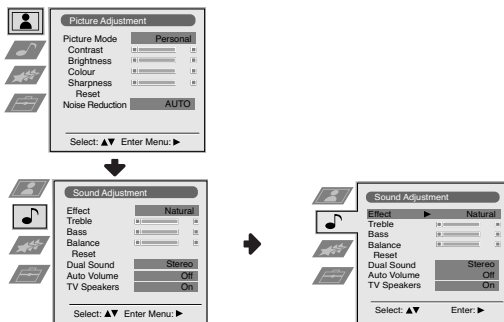 Picture Adjustment
Picture Mode Personal
Contrast
Brightness
Colour
Sharpness
Reset
Noise Reduction AUTO
Select: ▲▼ Enter Menu: ▶
Sound Adjustment
Effect Natural
Treble
Bass
Balance
Reset
Dual Sound Stereo
Auto Volume Off
TV Speakers On
Select: ▲▼ Enter Menu: ▶
Sound Adjustment
Effect ▶ Natural
Treble
Bass
Balance
Reset
Dual Sound Stereo
Auto Volume Off
TV Speakers On
Select: ▲▼ Enter: ▶